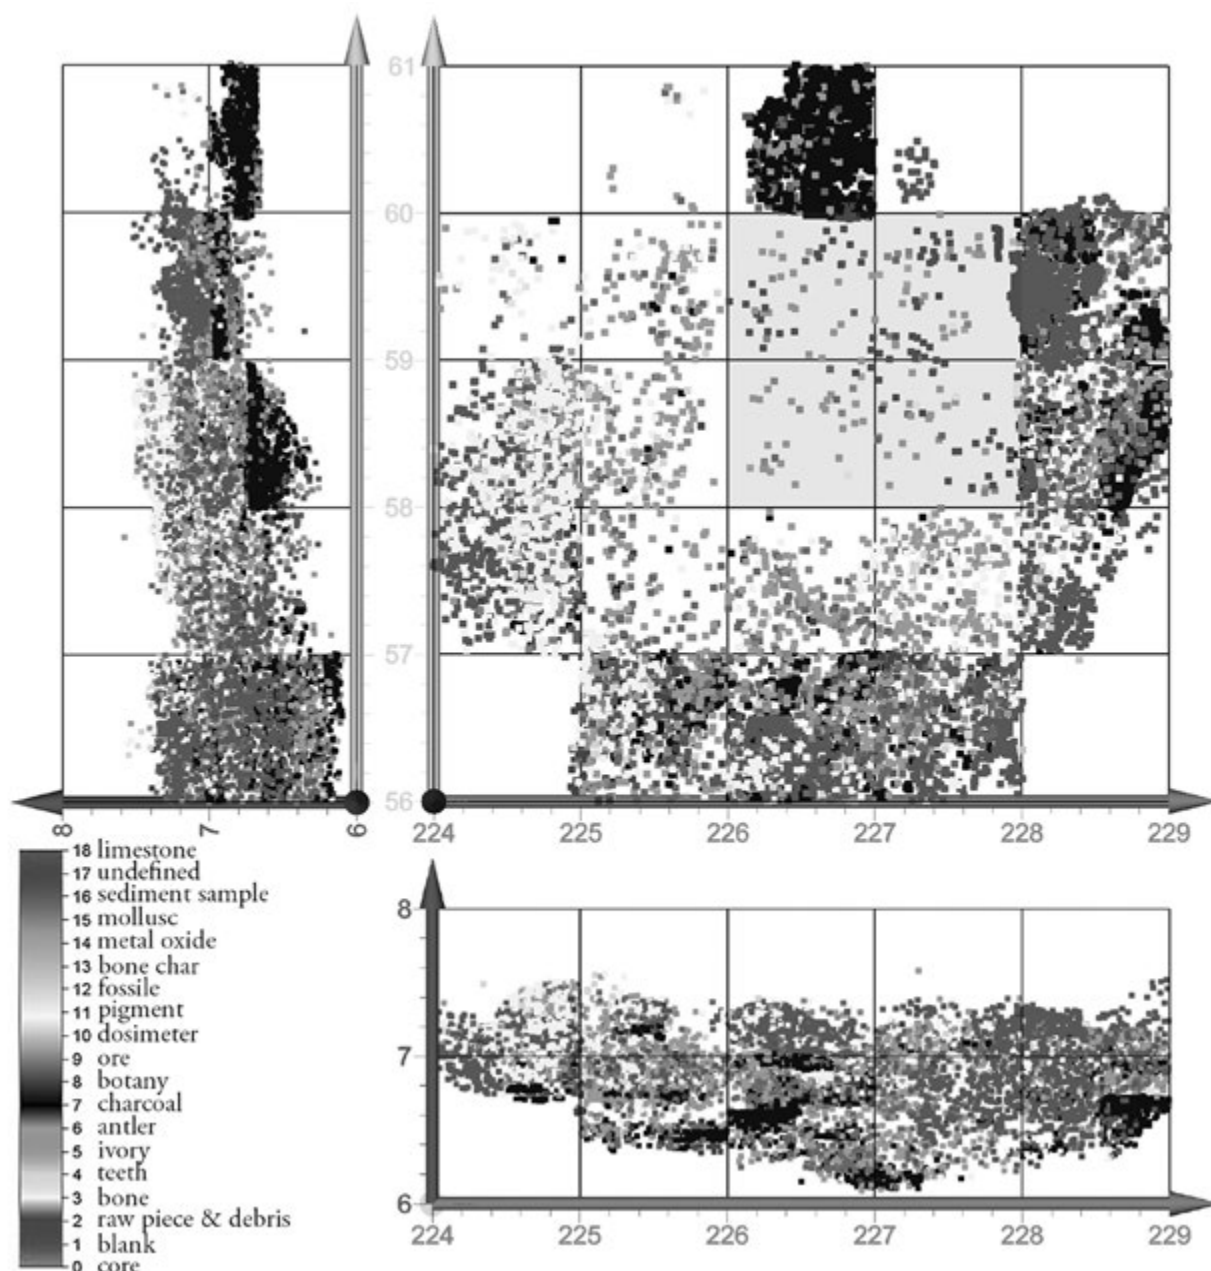 61
60
59
58
57
56
8
7
6
224
225
226
227
228
229
18 limestone
17 undefined
16 sediment sample
15 mollusc
14 metal oxide
13 bone char
12 fossile
11 pigment
10 dosimeter
9 ore
8 botany
7 charcoal
6 antler
5 ivory
4 teeth
3 bone
2 raw piece & debris
1 blank
0 core
8
7
6
224
225
226
227
228
229